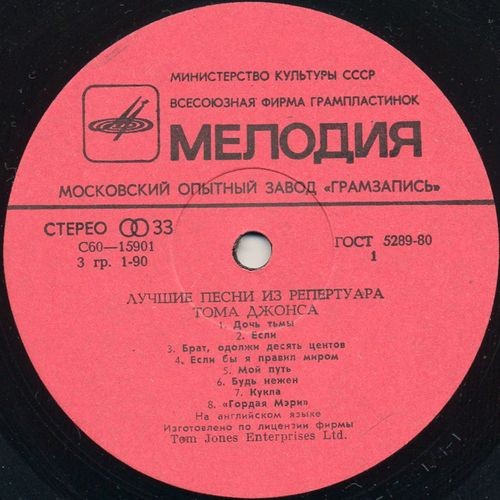 МИНИСТЕРСТВО КУЛЬТУРЫ СССР
ВСЕСОЮЗНАЯ ФИРМА ГРАМПЛАСТИНОК
МЕЛОДИЯ
МОСКОВСКИЙ ОПЫТНЫЙ ЗАВОД «ГРАМЗАПИСЬ»
СТЕРЕО 33
С60—15901
3 гр. 1-90
ГОСТ 5289-80
1
ЛУЧШИЕ ПЕСНИ ИЗ РЕПЕРТУАРА
ТОМА ДЖОНСА
1. Дочь тьмы
2. Если
3. Брат, одолжи десять центов
4. Если бы я правил миром
5. Мой путь
6. Будь нежен
7. Кукла
8. «Гордая Мэри»
На английском языке
Изготовлено по лицензии фирмы
Tom Jones Enterprises Ltd.